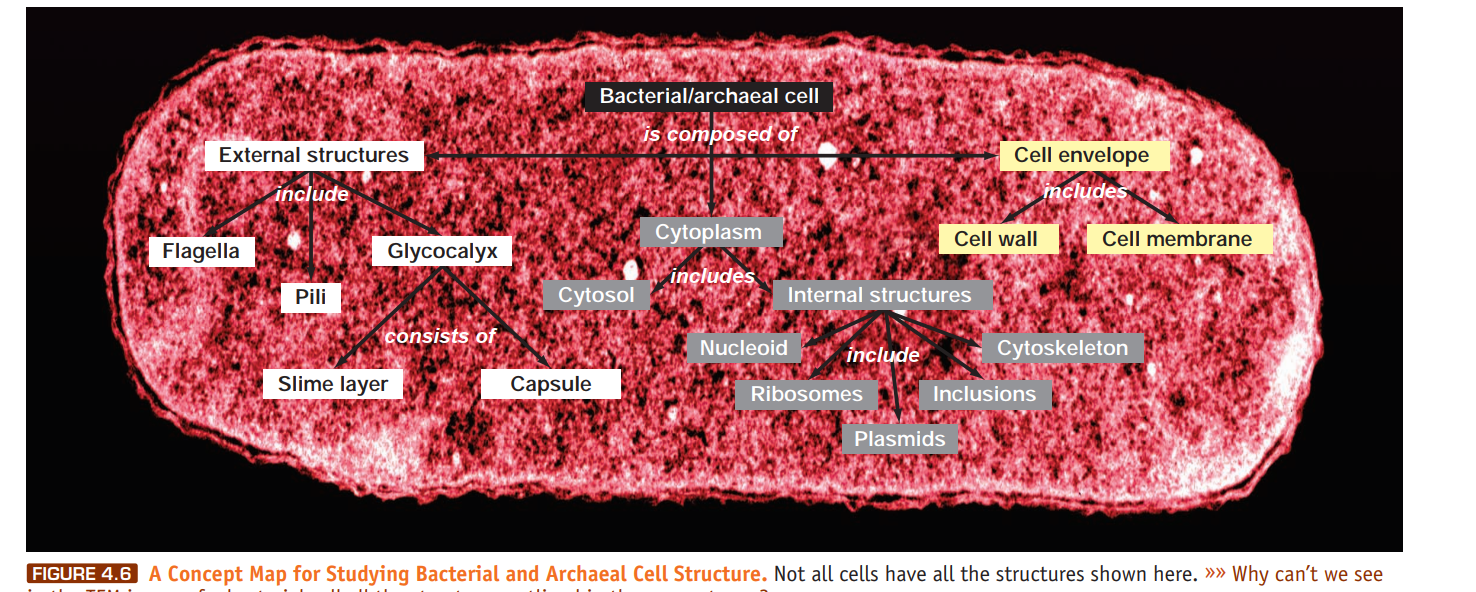 Bacterial/archaeal cell
is composed of
External structures
Cell envelope
include
includes
Flagella
Glycocalyx
Cytoplasm
Cell wall
Cell membrane
Pili
includes
Cytosol
Internal structures
consists of
Nucleoid
include
Cytoskeleton
Slime layer
Capsule
Ribosomes
Inclusions
Plasmids
FIGURE 4.6 A Concept Map for Studying Bacterial and Archaeal Cell Structure. Not all cells have all the structures shown here. »» Why can't we see